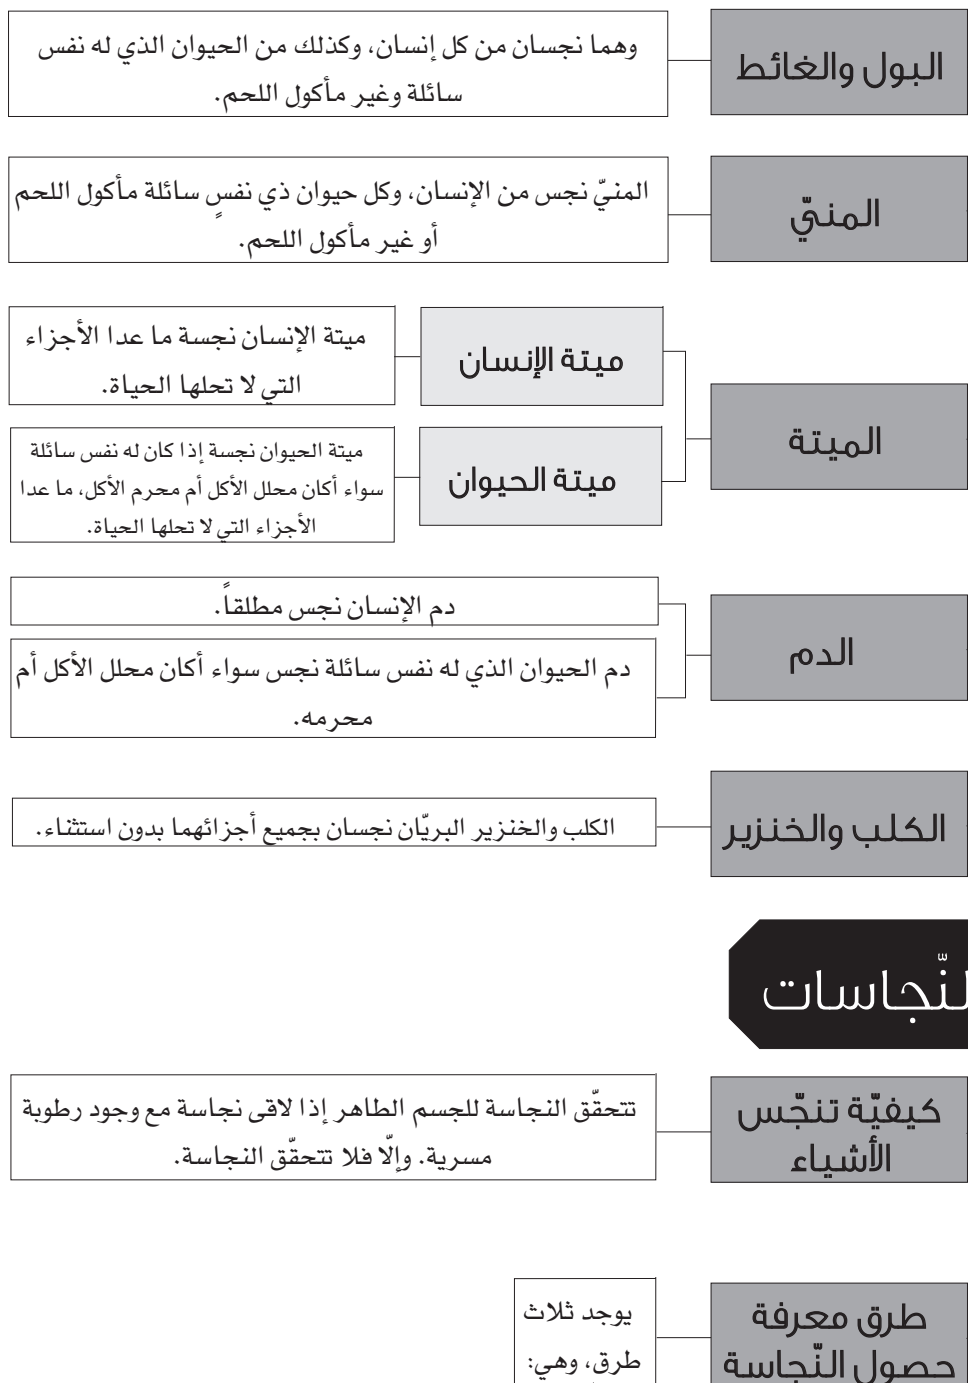 البول والغائط
وهما نجسان من كل إنسان، وكذلك من الحيوان الذي له نفس
سائلة وغير مأكول اللحم.
المنيّ
المنيّ نجس من الإنسان، وكل حيوان ذي نفسٍ سائلة مأكول اللحم
أو غير مأكول اللحم.
الميتة
ميتة الإنسان
ميتة الإنسان نجسة ما عدا الأجزاء
التي لا تحلها الحياة.
ميتة الحيوان
ميتة الحيوان نجسة إذا كان له نفس سائلة
سواء أكان محلل الأكل أم محرم الأكل، ما عدا
الأجزاء التي لا تحلها الحياة.
الدم
دم الإنسان نجس مطلقاً.
دم الحيوان الذي له نفس سائلة نجس سواء أكان محلل الأكل أم
محرمه.
الكلب والخنزير
الكلب والخنزير البريّان نجسان بجميع أجزائهما بدون استثناء.
لنّجاسات
كيفيّة تنجّس
الأشياء
تتحقّق النجاسة للجسم الطاهر إذا لاقى نجاسة مع وجود رطوبة
مسرية. وإلّا فلا تتحقّق النجاسة.
طرق معرفة
حصول النّجاسة
يوجد ثلاث
طرق، وهي: